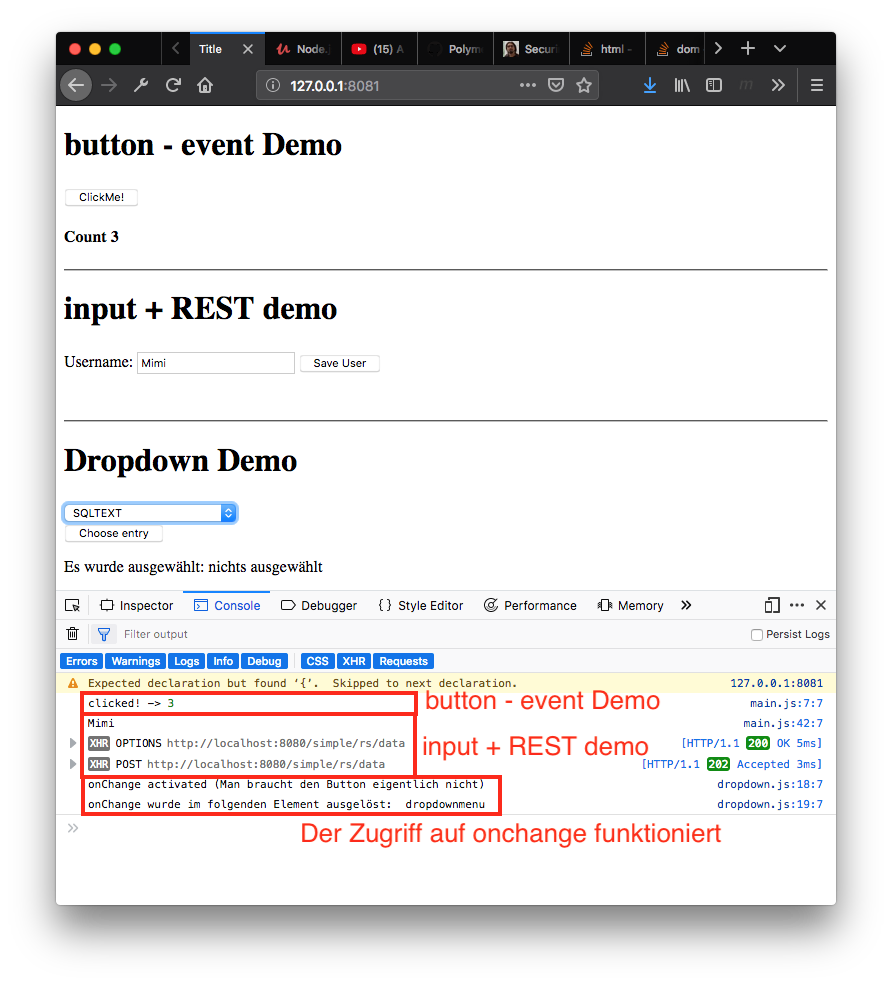 Title
Node.
(15) A
Polym
Securi
html -
dom
127.0.0.1:8081
button - event Demo
ClickMe!
Count 3
input + REST demo
Username: Mimi Save User
Dropdown Demo
SQLTEXT
Choose entry
Es wurde ausgewählt: nichts ausgewählt
Inspector Console Debugger { } Style Editor Performance Memory
Filter output Persist Logs
Errors Warnings Logs Info Debug CSS XHR Requests
Expected declaration but found ‘{’. Skipped to next declaration. 127.0.0.1:8081
clicked! -> 3 main.js:7:7
button - event Demo
Mimi main.js:42:7
XHR OPTIONS http://localhost:8080/simple/rs/data [HTTP/1.1 200 OK 5ms]
input + REST demo
XHR POST http://localhost:8080/simple/rs/data [HTTP/1.1 202 Accepted 3ms]
onChange activated (Man braucht den Button eigentlich nicht) dropdown.js:18:7
onChange wurde im folgenden Element ausgelöst: dropdownmenu dropdown.js:19:7
Der Zugriff auf onchange funktioniert